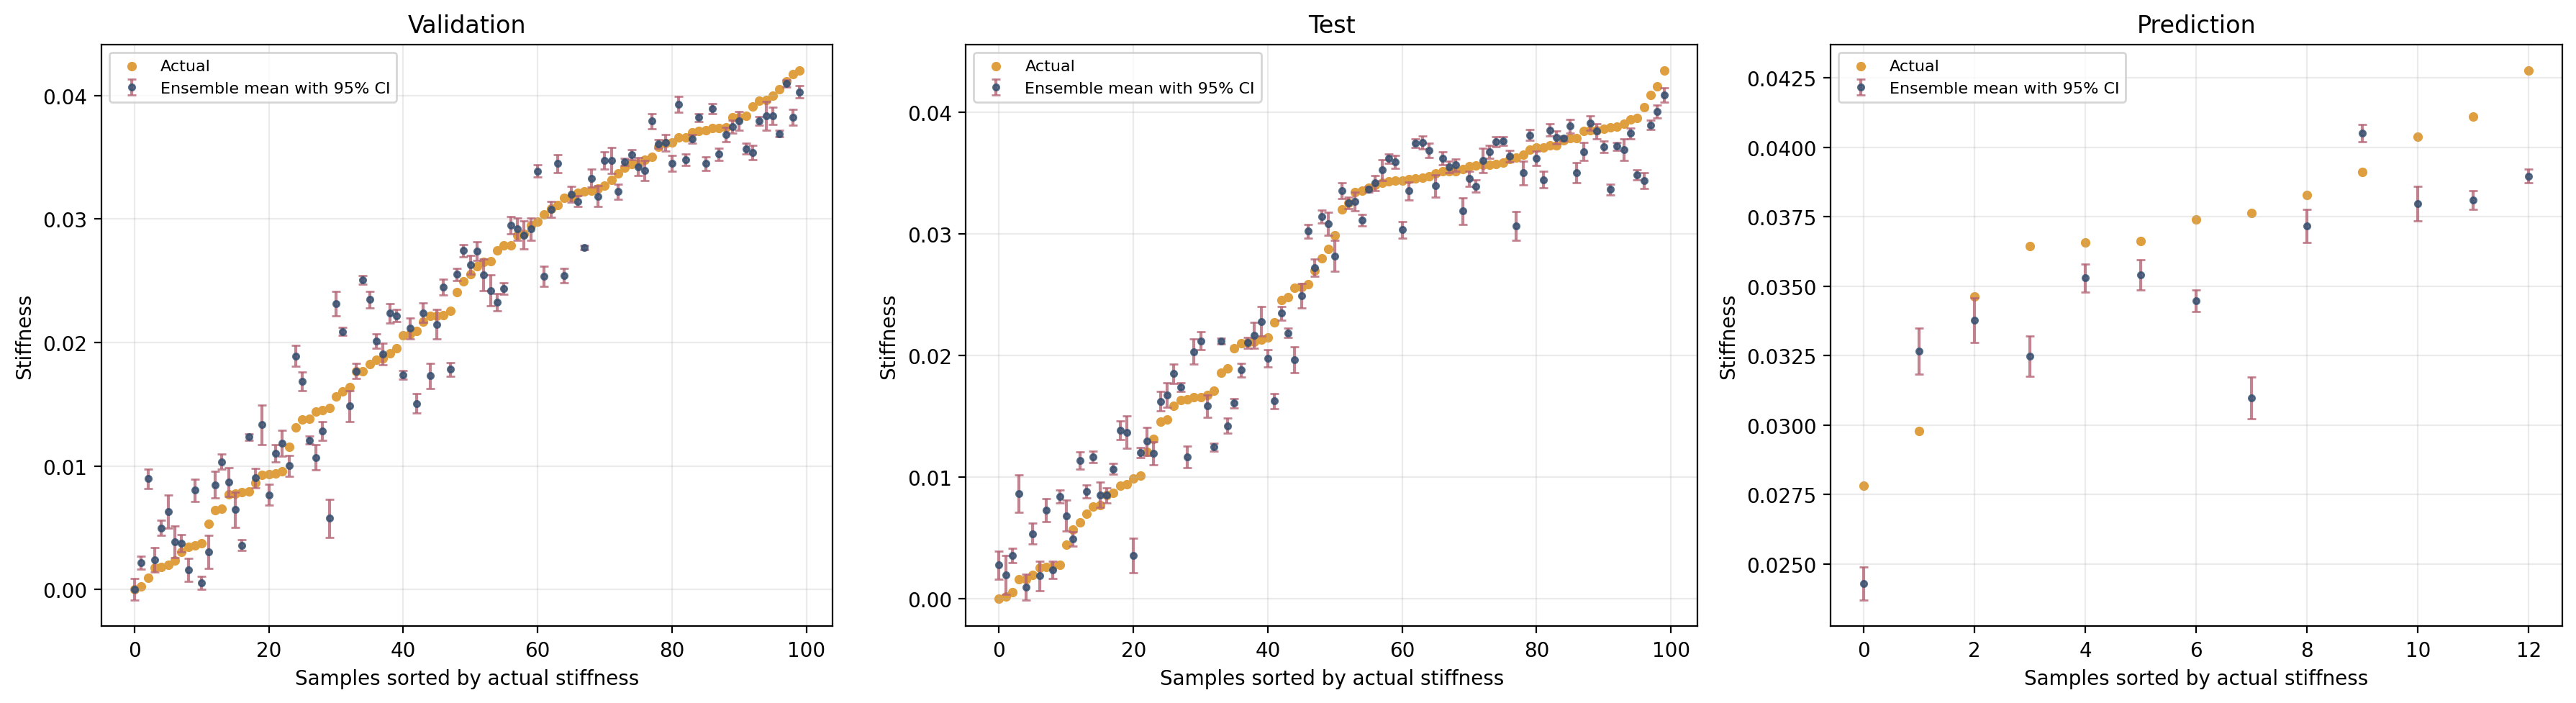 Validation
Actual
Ensemble mean with 95% CI
Stiffness
0.04
0.03
0.02
0.01
0.00
0 20 40 60 80 100
Samples sorted by actual stiffness
Test
Actual
Ensemble mean with 95% CI
Stiffness
0.04
0.03
0.02
0.01
0.00
0 20 40 60 80 100
Samples sorted by actual stiffness
Prediction
Actual
Ensemble mean with 95% CI
Stiffness
0.0425
0.0400
0.0375
0.0350
0.0325
0.0300
0.0275
0.0250
0 2 4 6 8 10 12
Samples sorted by actual stiffness